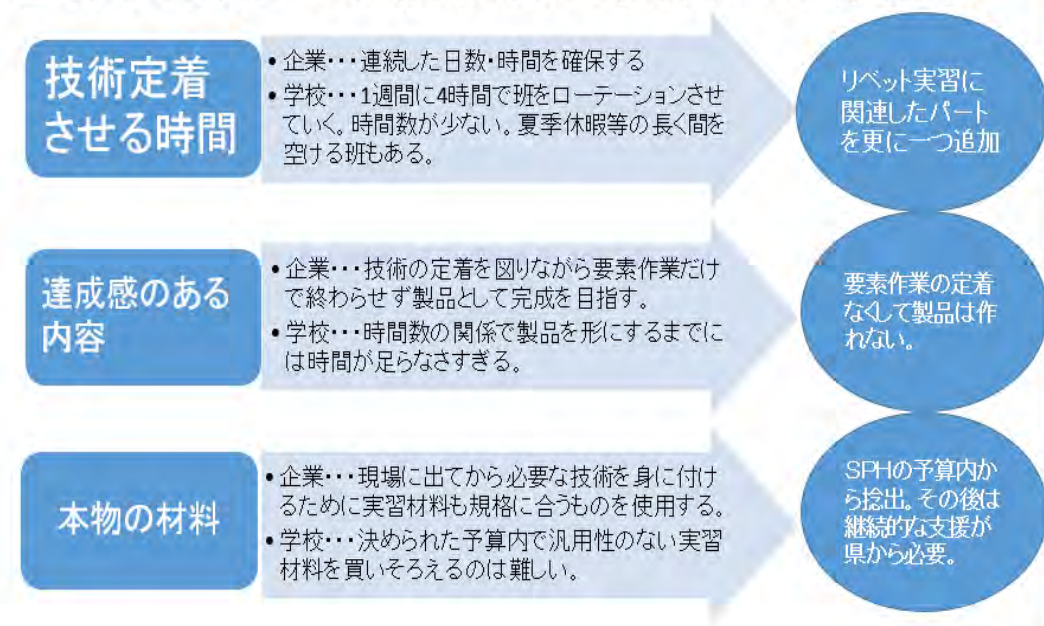 技術定着
させる時間
•企業・・・連続した日数・時間を確保する
•学校・・・1週間に4時間で班をローテーションさせ
ていく。時間数が少ない。夏季休暇等の長く間を
空ける班もある。
リベット実習に
関連したパート
を更に一つ追加
達成感のある
内容
•企業・・・技術の定着を図りながら要素作業だけ
で終わらせず製品として完成を目指す。
•学校・・・時間数の関係で製品を形にするまでに
は時間が足らなさすぎる。
要素作業の定着
なくして製品は作
れない。
本物の材料
•企業・・・現場に出てから必要な技術を身に付け
るために実習材料も規格に合うものを使用する。
•学校・・・決められた予算内で汎用性のない実習
材料を買いそろえるのは難しい。
SPHの予算内か
ら捻出。その後は
継続的な支援が
県から必要。